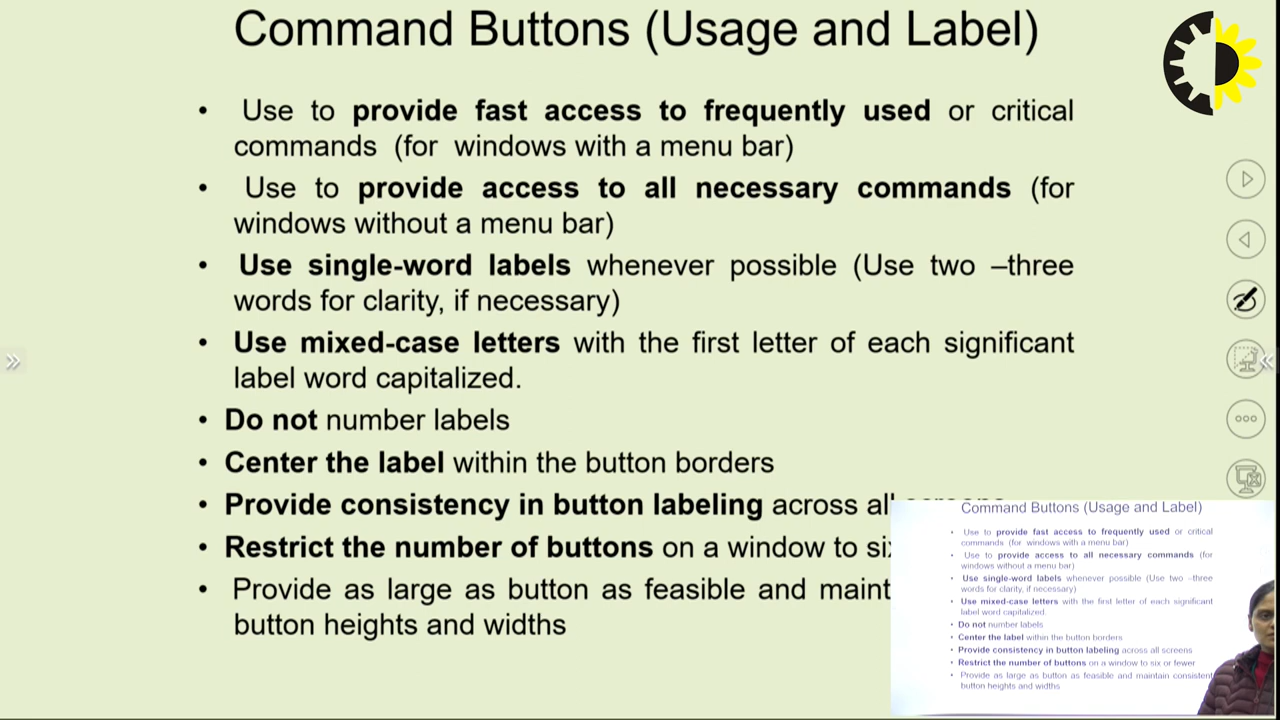 Command Buttons (Usage and Label)
• Use to provide fast access to frequently used or critical
commands (for windows with a menu bar)
• Use to provide access to all necessary commands (for
windows without a menu bar)
• Use single-word labels whenever possible (Use two –three
words for clarity, if necessary)
• Use mixed-case letters with the first letter of each significant
label word capitalized.
• Do not number labels
• Center the label within the button borders
• Provide consistency in button labeling across all screens
• Restrict the number of buttons on a window to six
• Provide as large as button as feasible and maint
button heights and widths
Command Buttons (Usage and Label)
• Use to provide fast access to frequently used or critical
commands (for windows with a menu bar)
• Use to provide access to all necessary commands (for
windows without a menu bar)
• Use single-word labels whenever possible (Use two –three
words for clarity, if necessary)
• Use mixed-case letters with the first letter of each significant
label word capitalized.
• Do not number labels
• Center the label within the button borders
• Provide consistency in button labeling across all screens
• Restrict the number of buttons on a window to six or fewer
• Provide as large as button as feasible and maintain consistent
button heights and widths